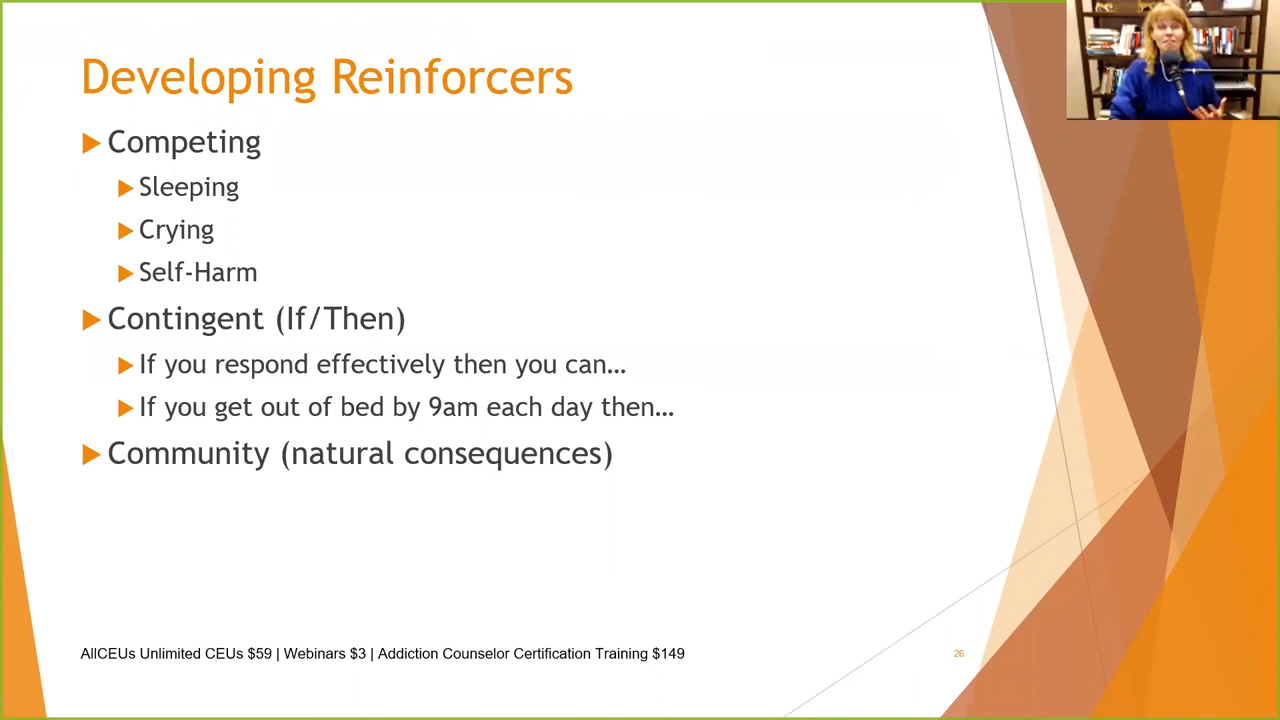 Developing Reinforcers
Competing
Sleeping
Crying
Self-Harm
Contingent (If/Then)
If you respond effectively then you can…
If you get out of bed by 9am each day then…
Community (natural consequences)
AllCEUs Unlimited CEUs $59 | Webinars $3 | Addiction Counselor Certification Training $149
26